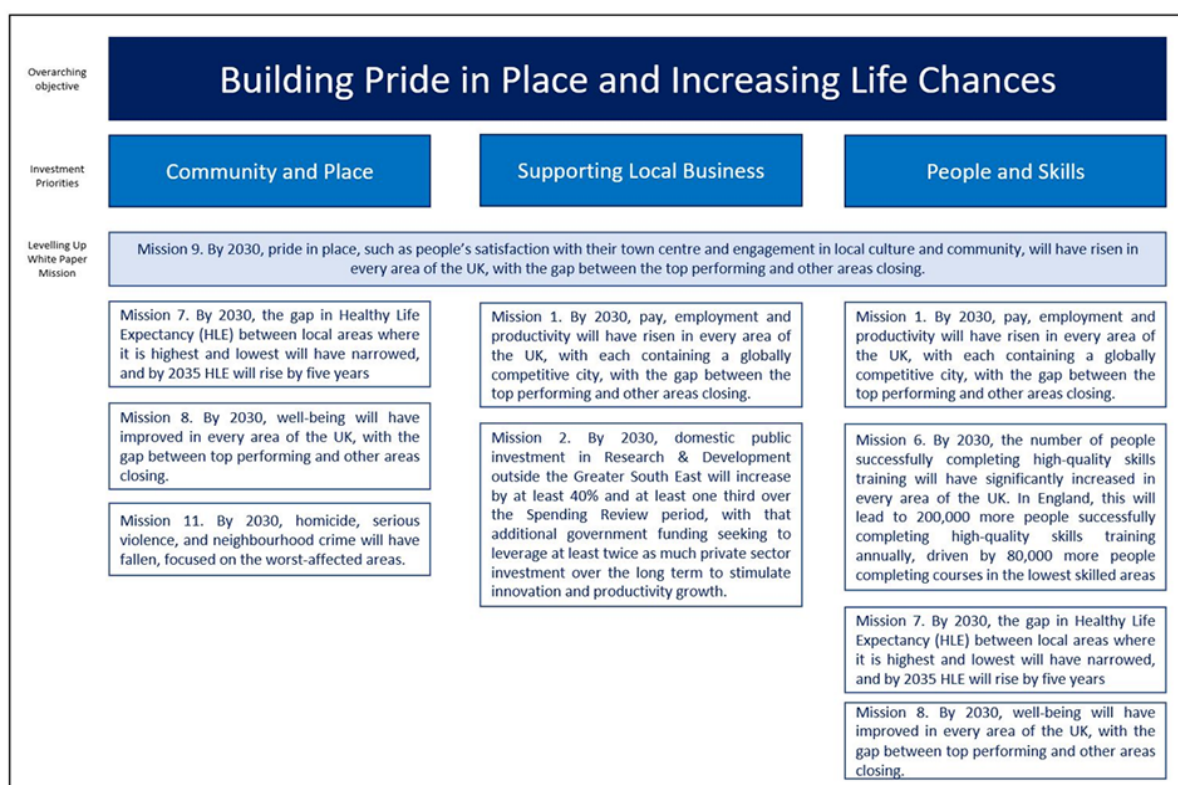 Overarching
objective
Building Pride in Place and Increasing Life Chances
Investment
Priorities
Community and Place
Supporting Local Business
People and Skills
Levelling Up
White Paper
Mission
Mission 9. By 2030, pride in place, such as people's satisfaction with their town centre and engagement in local culture and community, will have risen in
every area of the UK, with the gap between the top performing and other areas closing.
Mission 7. By 2030, the gap in Healthy Life
Expectancy (HLE) between local areas where
it is highest and lowest will have narrowed,
and by 2035 HLE will rise by five years
Mission 8. By 2030, well-being will have
improved in every area of the UK, with the
gap between top performing and other areas
closing.
Mission 11. By 2030, homicide, serious
violence, and neighbourhood crime will have
fallen, focused on the worst-affected areas.
Mission 1. By 2030, pay, employment and
productivity will have risen in every area of
the UK, with each containing a globally
competitive city, with the gap between the
top performing and other areas closing.
Mission 2. By 2030, domestic public
investment in Research & Development
outside the Greater South East will increase
by at least 40% and at least one third over
the Spending Review period, with that
additional government funding seeking to
leverage at least twice as much private sector
investment over the long term to stimulate
innovation and productivity growth.
Mission 1. By 2030, pay, employment and
productivity will have risen in every area of
the UK, with each containing a globally
competitive city, with the gap between the
top performing and other areas closing.
Mission 6. By 2030, the number of people
successfully completing high-quality skills
training will have significantly increased in
every area of the UK. In England, this will
lead to 200,000 more people successfully
completing high-quality skills training
annually, driven by 80,000 more people
completing courses in the lowest skilled areas
Mission 7. By 2030, the gap in Healthy Life
Expectancy (HLE) between local areas where
it is highest and lowest will have narrowed,
and by 2035 HLE will rise by five years
Mission 8. By 2030, well-being will have
improved in every area of the UK, with the
gap between top performing and other areas
closing.